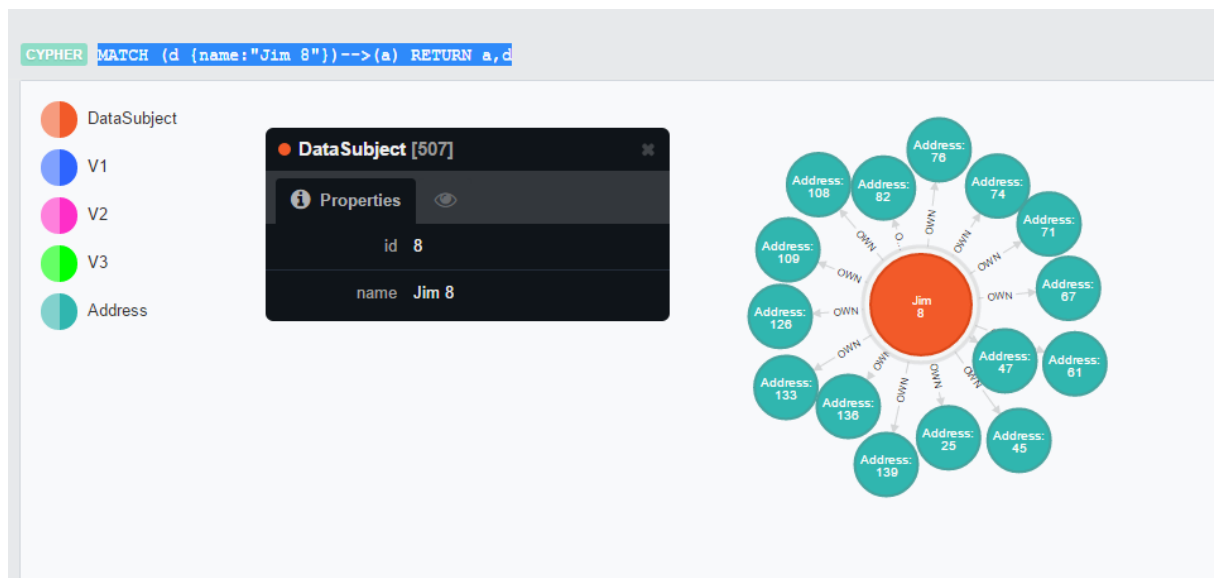 CYPHER MATCH (d {name:"Jim 8"})-->(a) RETURN a,d
DataSubject
V1
V2
V3
Address
DataSubject [507]
Properties
id 8
name Jim 8
Address:
76
Address:
108
Address:
82
Address:
74
Address:
71
Address:
109
Address:
67
Address:
126
Jim
8
Address:
47
Address:
61
Address:
133
Address:
136
Address:
25
Address:
45
Address:
139
OWN
OWN
O...
OWN
OWN
OWN
OWN
OWN
OWN
OWN
OWN
OWN
OWN